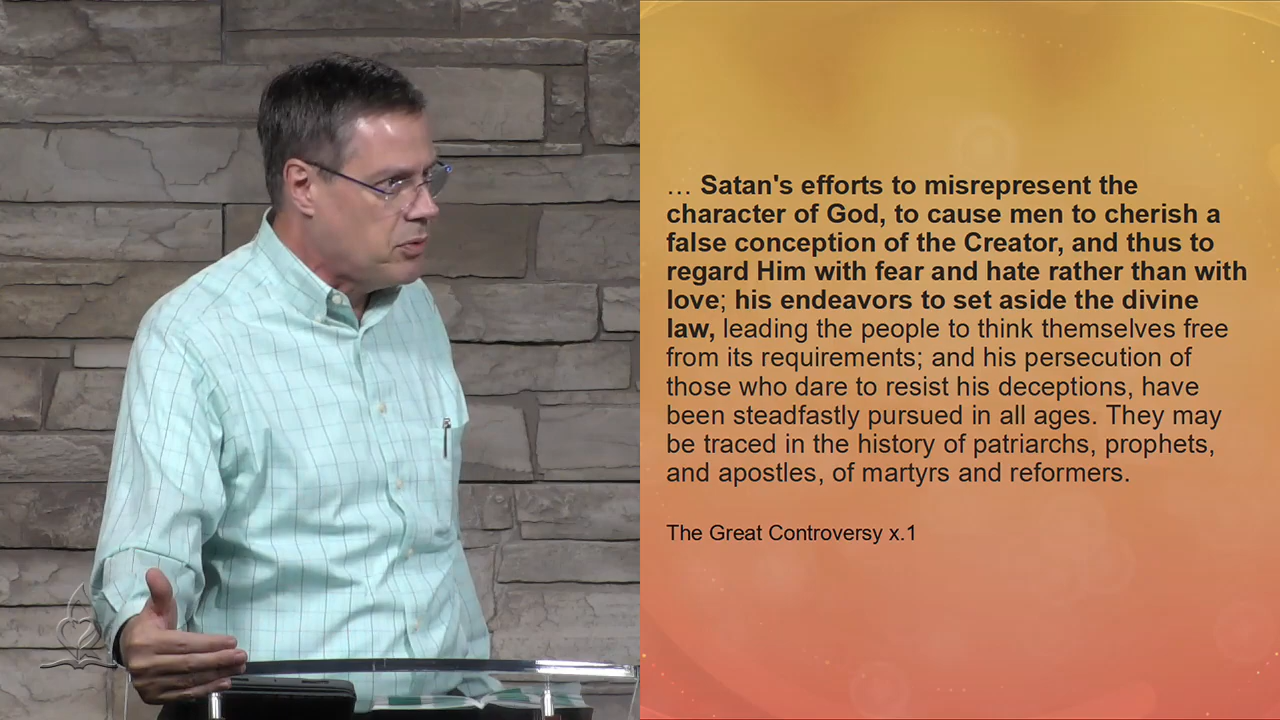 … Satan's efforts to misrepresent the
character of God, to cause men to cherish a
false conception of the Creator, and thus to
regard Him with fear and hate rather than with
love; his endeavors to set aside the divine
law, leading the people to think themselves free
from its requirements; and his persecution of
those who dare to resist his deceptions, have
been steadfastly pursued in all ages. They may
be traced in the history of patriarchs, prophets,
and apostles, of martyrs and reformers.
The Great Controversy x.1